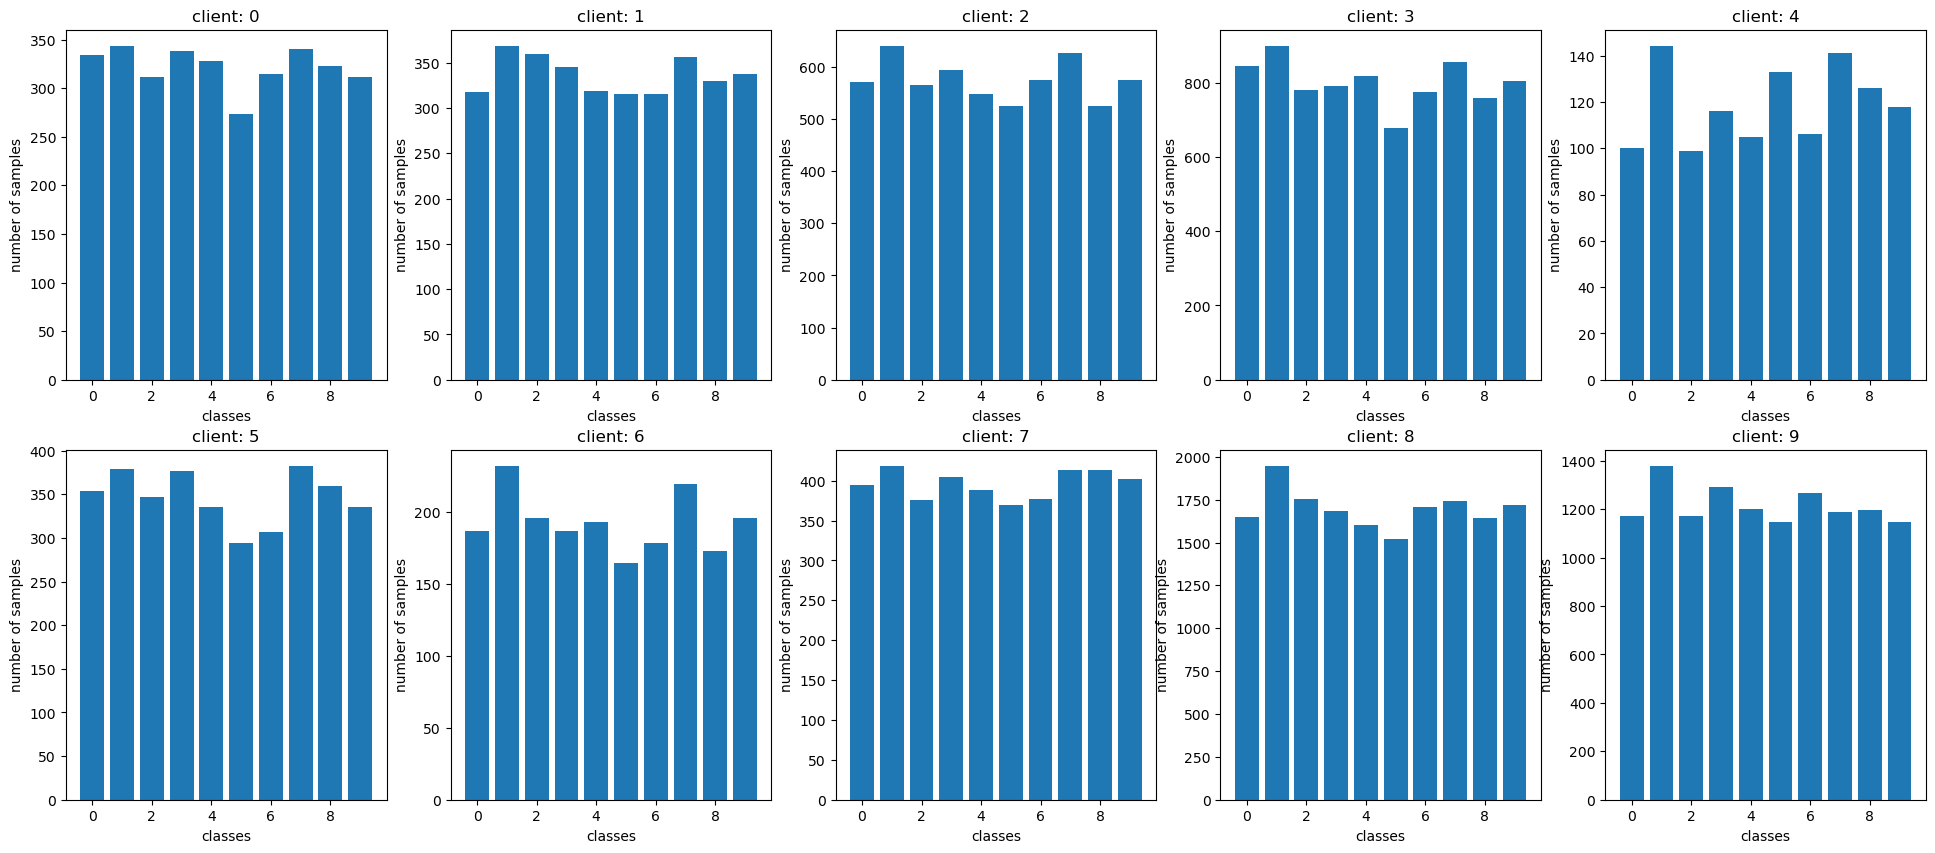 client: 0
350
300
250
200
150
100
50
0
number of samples
0 2 4 6 8
classes
client: 1
350
300
250
200
150
100
50
0
number of samples
0 2 4 6 8
classes
client: 2
600
500
400
300
200
100
0
number of samples
0 2 4 6 8
classes
client: 3
800
600
400
200
0
number of samples
0 2 4 6 8
classes
client: 4
140
120
100
80
60
40
20
0
number of samples
0 2 4 6 8
classes
client: 5
400
350
300
250
200
150
100
50
0
number of samples
0 2 4 6 8
classes
client: 6
200
150
100
50
0
number of samples
0 2 4 6 8
classes
client: 7
400
350
300
250
200
150
100
50
0
number of samples
0 2 4 6 8
classes
client: 8
2000
1750
1500
1250
1000
750
500
250
0
number of samples
0 2 4 6 8
classes
client: 9
1400
1200
1000
800
600
400
200
0
number of samples
0 2 4 6 8
classes